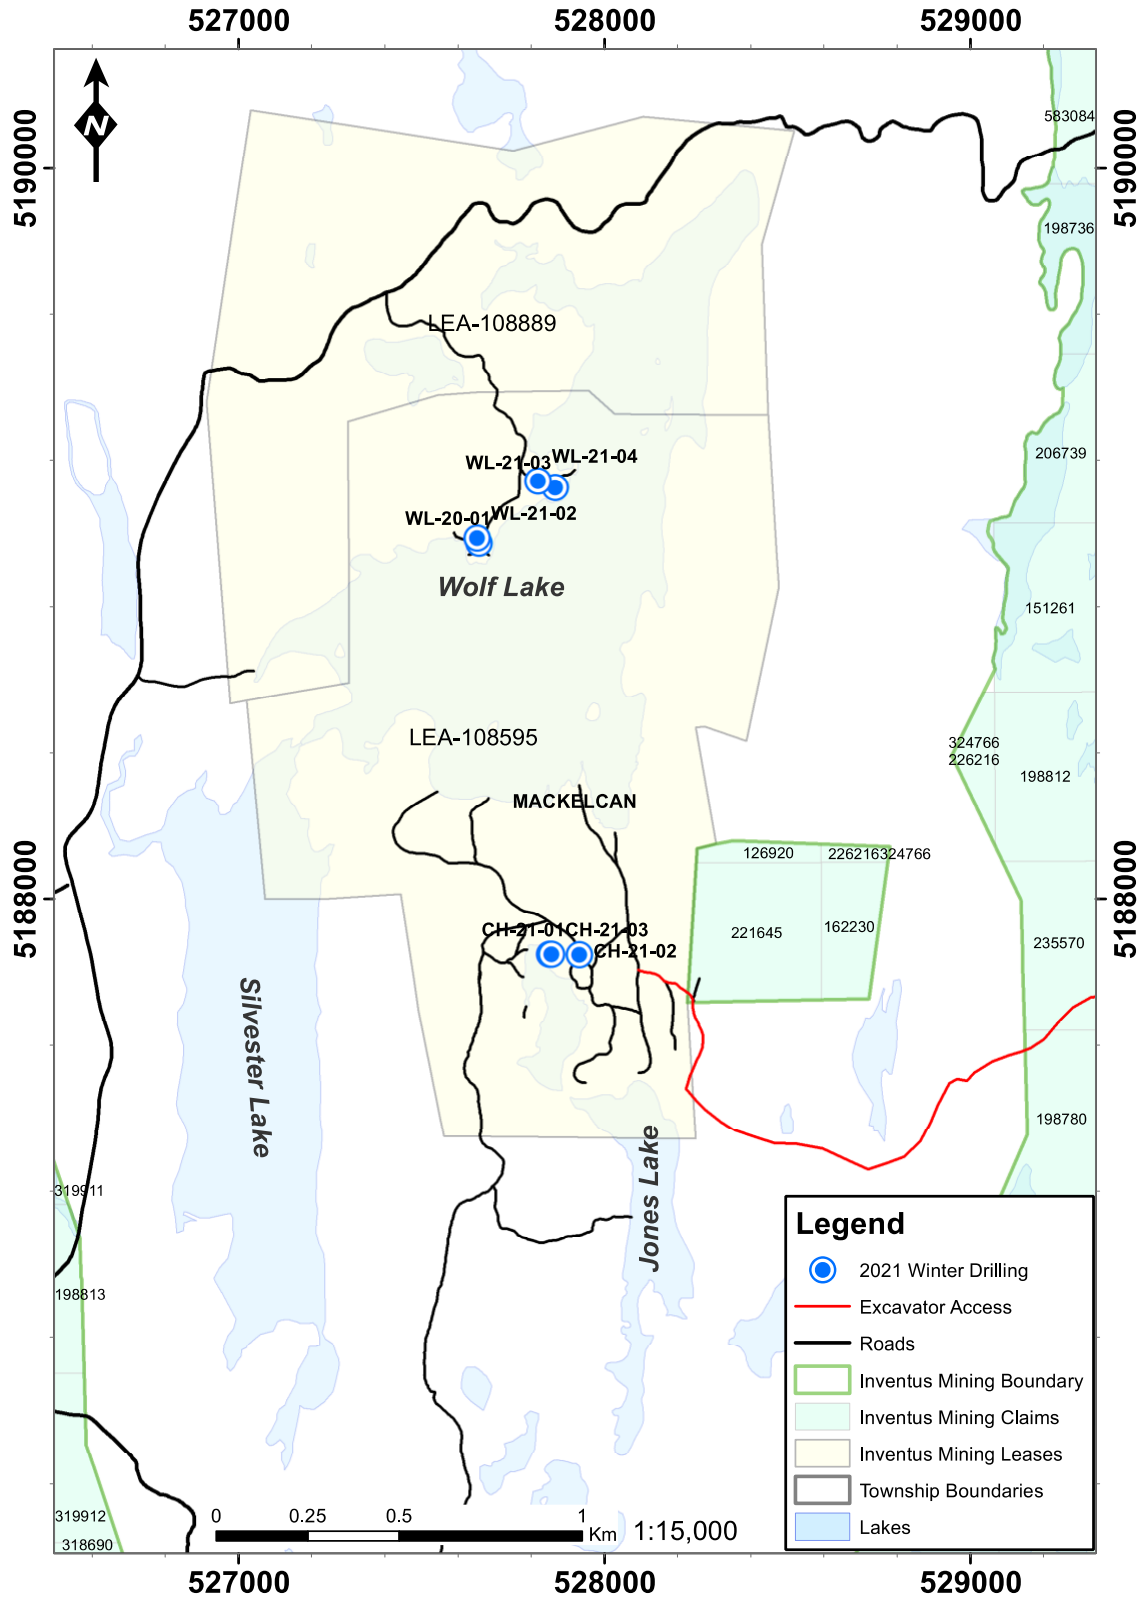 527000
528000
529000
N
583084
5190000
5190000
198736
LEA-108889
206739
WL-21-03
WL-21-04
WL-20-01
WL-21-02
Wolf Lake
151261
LEA-108595
324766
226216
198812
MACKELCAN
126920
226216324766
5188000
5188000
CH-21-01
CH-21-03
CH-21-02
221645
162230
235570
Silvester Lake
Jones Lake
198780
319911
198813
319912
318690
Legend
2021 Winter Drilling
Excavator Access
Roads
Inventus Mining Boundary
Inventus Mining Claims
Inventus Mining Leases
Township Boundaries
Lakes
0 0.25 0.5 1
Km
1:15,000
527000
528000
529000